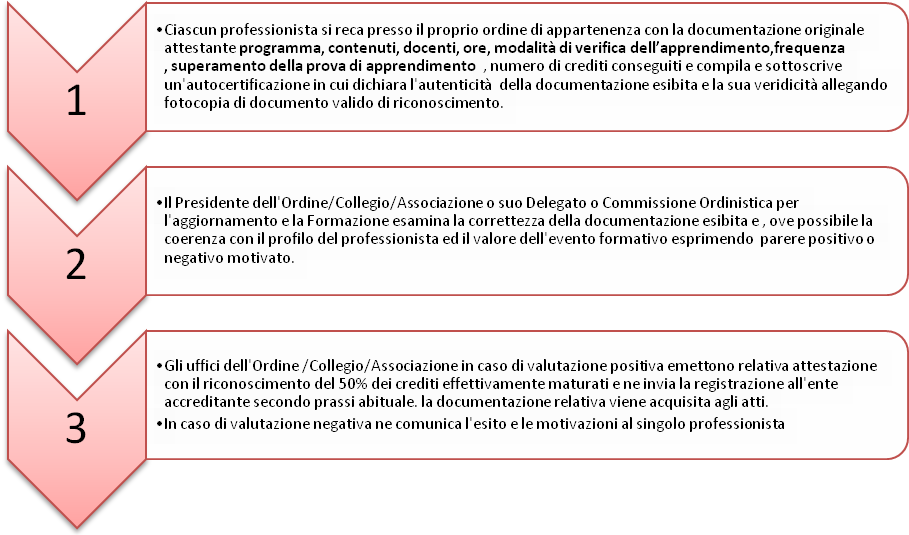 1
•Ciascun professionista si reca presso il proprio ordine di appartenenza con la documentazione originale
attestante programma, contenuti, docenti, ore, modalità di verifica dell'apprendimento,frequenza
, superamento della prova di apprendimento , numero di crediti conseguiti e compila e sottoscrive
un'autocertificazione in cui dichiara l'autenticità della documentazione esibita e la sua veridicità allegando
fotocopia di documento valido di riconoscimento.
2
•Il Presidente dell'Ordine/Collegio/Associazione o suo Delegato o Commissione Ordinistica per
l'aggiornamento e la Formazione esamina la correttezza della documentazione esibita e , ove possibile la
coerenza con il profilo del professionista ed il valore dell'evento formativo esprimendo parere positivo o
negativo motivato.
3
•Gli uffici dell'Ordine /Collegio/Associazione in caso di valutazione positiva emettono relativa attestazione
con il riconoscimento del 50% dei crediti effettivamente maturati e ne invia la registrazione all'ente
accreditante secondo prassi abituale. la documentazione relativa viene acquisita agli atti.
•In caso di valutazione negativa ne comunica l'esito e le motivazioni al singolo professionista